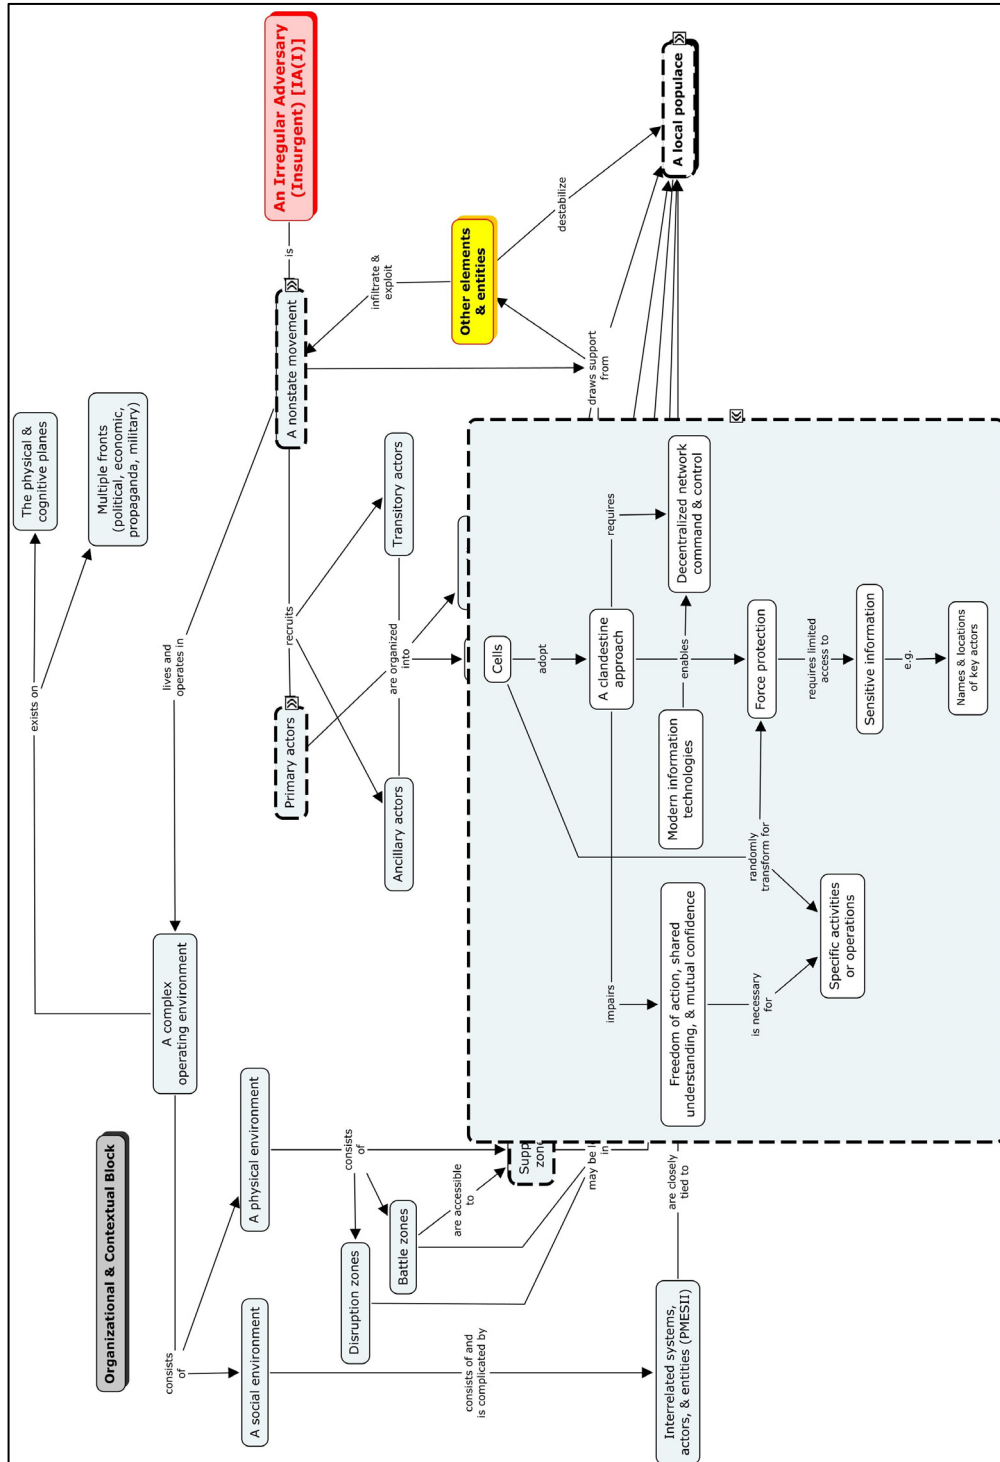 The physical &
cognitive planes
exists on
Multiple fronts
(political, economic,
propaganda, military)
Organizational & Contextual Block
A complex
operating environment
lives and
operates in
consists
of
A social environment
A physical environment
An Irregular Adversary
(Insurgent) [IA(I)]
is
A nonstate movement
recruits
Primary actors
Ancillary actors
Transitory actors
are organized
into
infiltrate &
exploit
Other elements
& entities
destabilize
draws support
from
A local populace
consists
of
Disruption zones
Battle zones
are accessible
to
Supp
zon
may be l
in
consists of and
is complicated by
Interrelated systems,
actors, & entities (PMESII)
are closely
tied to
Cells
adopt
A clandestine
approach
requires
Decentralized network
command & control
enables
Modern information
technologies
impairs
Freedom of action, shared
understanding, & mutual confidence
is necessary
for
randomly
transform for
Specific activities
or operations
Force protection
requires limited
access to
Sensitive information
e.g.
Names & locations
of key actors